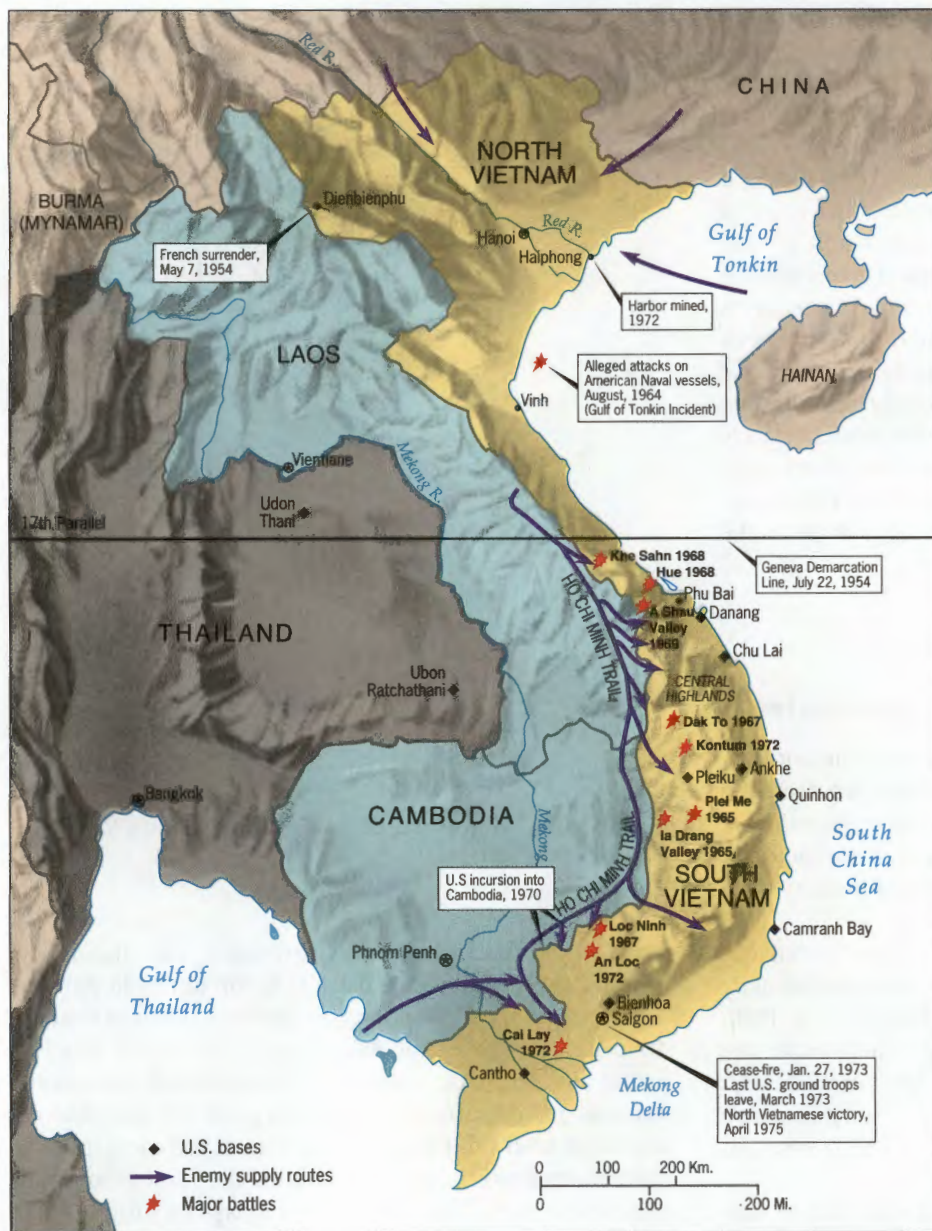 Red R.
CHINA
NORTH
VIETNAM
BURMA
(MYNAMAR)
Dienbienphu
French surrender,
May 7, 1954
Red R.
Hanoi
Haiphong
Gulf of
Tonkin
Harbor mined,
1972
LAOS
Alleged attacks on
American Naval vessels,
August, 1964
(Gulf of Tonkin Incident)
HAINAN
Vinh
Vientiane
Mekong R.
Udon
Thani
17th Parallel
Geneva Demarcation
Line, July 22, 1954
Khe Sahn 1968
Hue 1968
Phu Bai
A Shau
Valley
1969
Danang
HO CHI MINH TRAIL
Chu Lai
THAILAND
Ubon
Ratchathani
CENTRAL
HIGHLANDS
Dak To 1967
Kontum 1972
Ankhe
Pleiku
Bangkok
Quinhon
CAMBODIA
Mekong
Plei Me
1965
Ia Drang
Valley 1965,
South
China
Sea
HO CHI MINH TRAIL
SOUTH
VIETNAM
U.S incursion into
Cambodia, 1970
Loc Ninh
1967
Camranh Bay
Phnom Penh
An Loc
1972
Gulf of
Thailand
Bienhoa
Saigon
Cai Lay
1972
Cantho
Mekong
Delta
Cease-fire, Jan. 27, 1973
Last U.S. ground troops
leave, March 1973
North Vietnamese victory,
April 1975
U.S. bases
Enemy supply routes
Major battles
0 100 200 Km.
0 100 200 Mi.